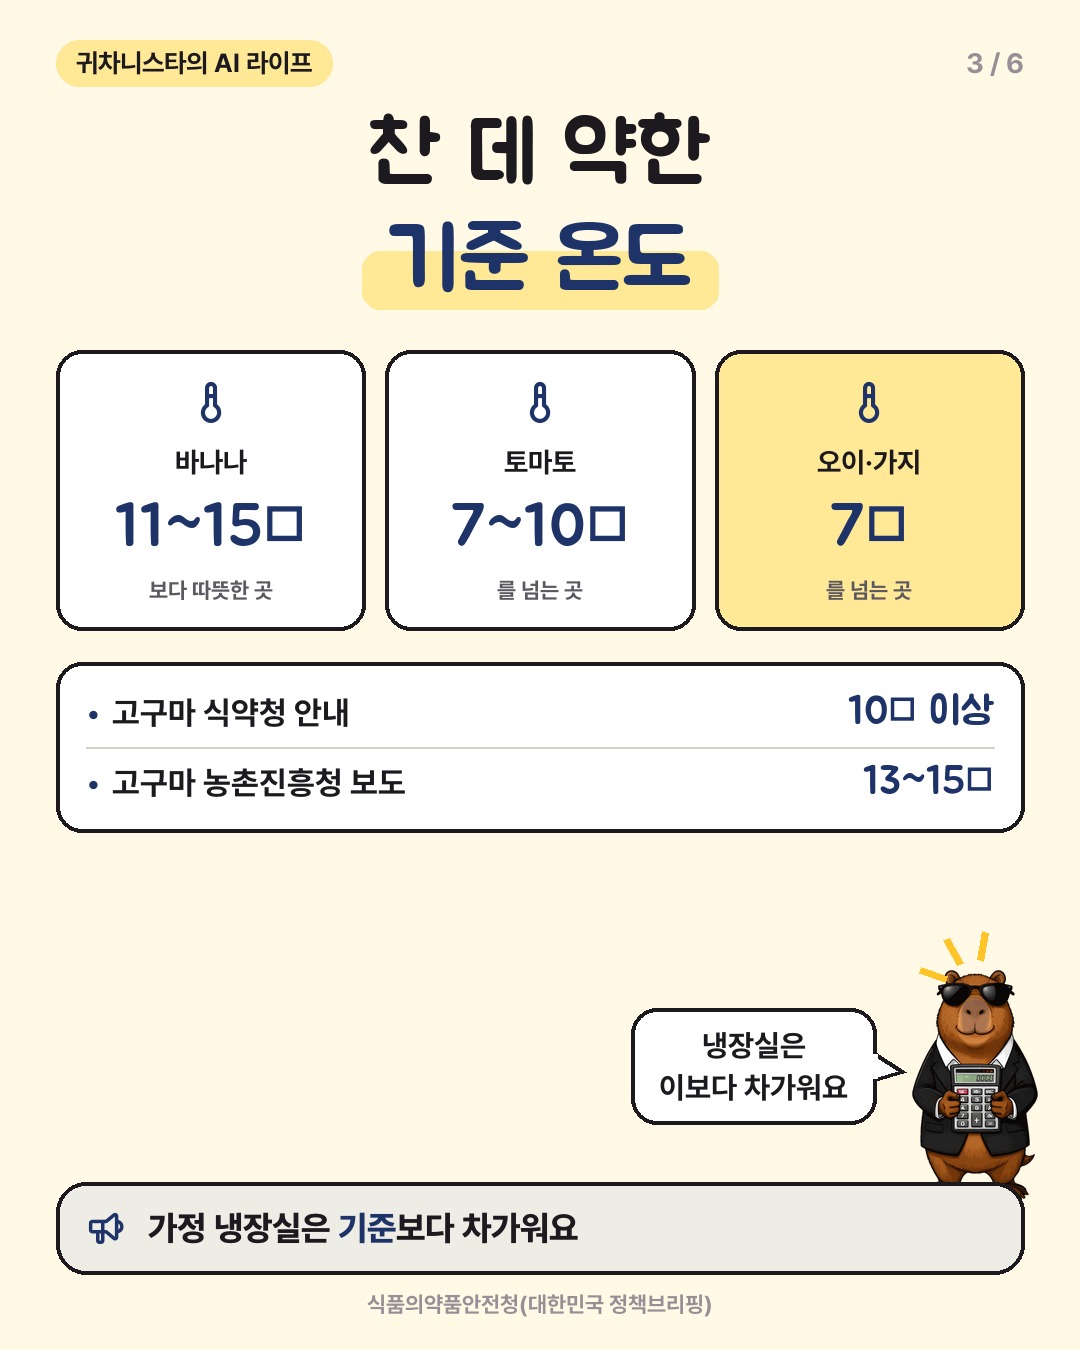 귀차니스타의 AI 라이프
3 / 6
찬 데 약한
기준 온도
바나나
11~15□
보다 따뜻한 곳
토마토
7~10□
를 넘는 곳
오이·가지
7□
를 넘는 곳
• 고구마 식약청 안내 10□ 이상
• 고구마 농촌진흥청 보도 13~15□
냉장실은
이보다 차가워요
가정 냉장실은 기준보다 차가워요
식품의약품안전청(대한민국 정책브리핑)